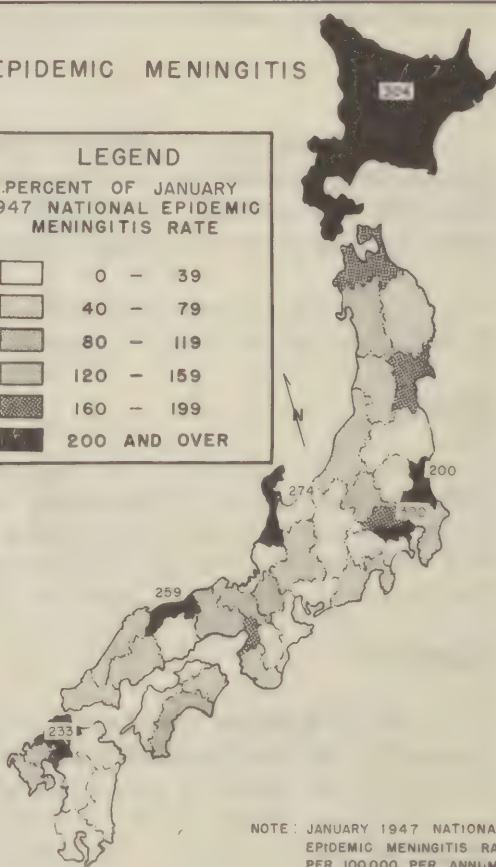 EPIDEMIC MENINGITIS
LEGEND
PERCENT OF JANUARY
947 NATIONAL EPIDEMIC
MENINGITIS RATE
0 - 39
40 - 79
80 - 119
120 - 159
160 - 199
200 AND OVER
304
N
200
274
259
233
NOTE: JANUARY 1947 NATIONA
EPIDEMIC MENINGITIS RA
PER 100,000 PER ANNUM